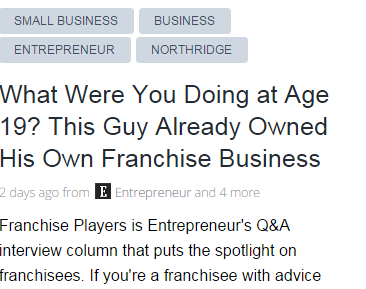 SMALL BUSINESS BUSINESS
ENTREPRENEUR NORTHRIDGE
What Were You Doing at Age
19? This Guy Already Owned
His Own Franchise Business
2 days ago from E Entrepreneur and 4 more
Franchise Players is Entrepreneur's Q&A
interview column that puts the spotlight on
franchisees. If you're a franchisee with advice